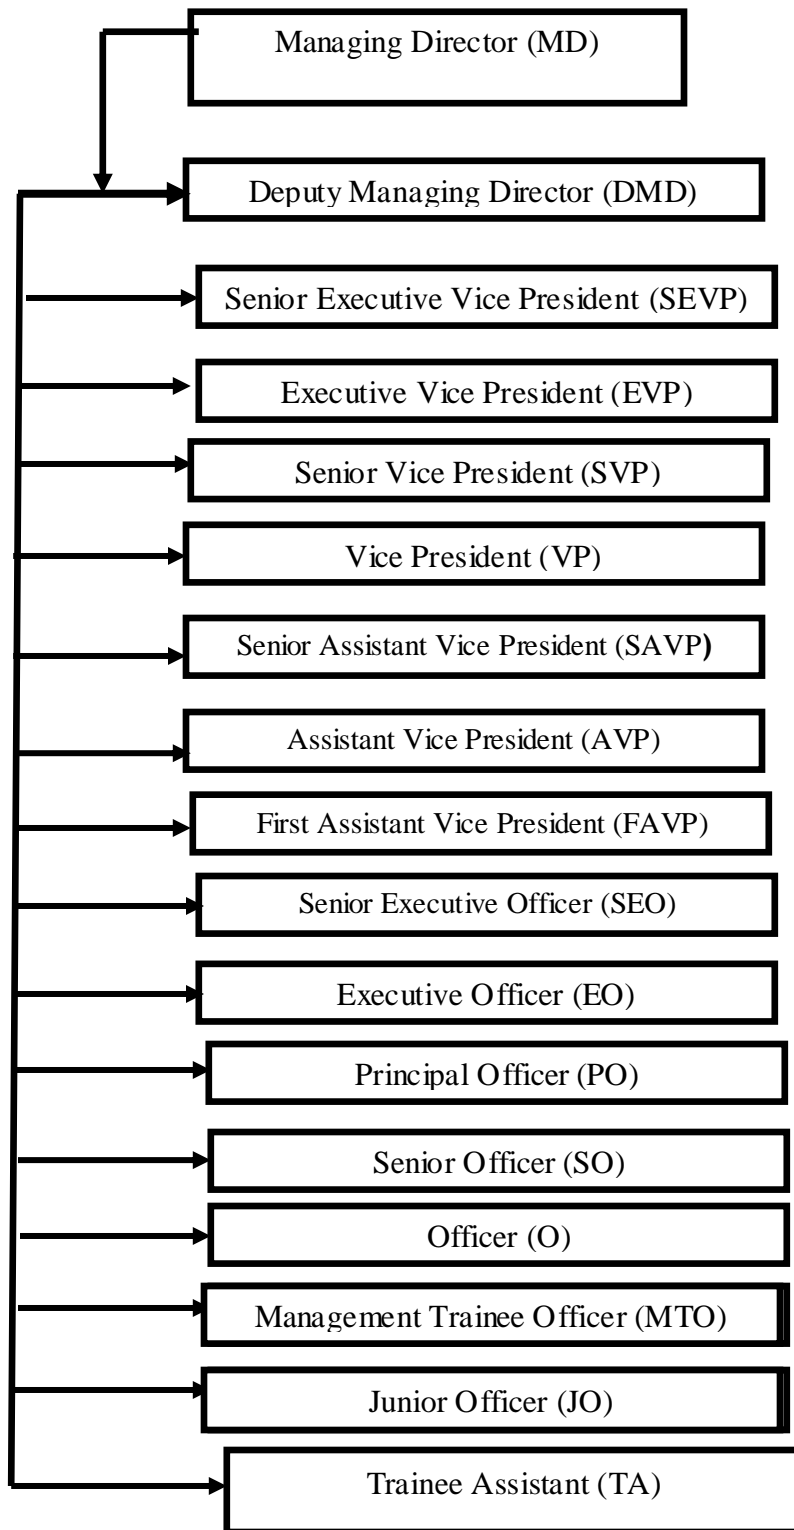 Managing Director (MD)
Deputy Managing Director (DMD)
Senior Executive Vice President (SEVP)
Executive Vice President (EVP)
Senior Vice President (SVP)
Vice President (VP)
Senior Assistant Vice President (SAVP)
Assistant Vice President (AVP)
First Assistant Vice President (FAVP)
Senior Executive Officer (SEO)
Executive Officer (EO)
Principal Officer (PO)
Senior Officer (SO)
Officer (O)
Management Trainee Officer (MTO)
Junior Officer (JO)
Trainee Assistant (TA)